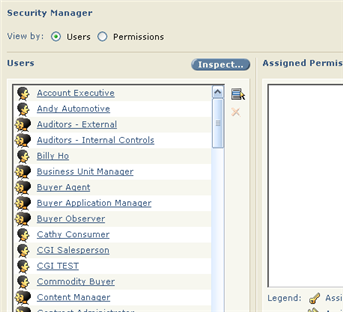 Security Manager
View by: Users Permissions
Users Inspect... Assigned Permis
Account Executive
Andy Automotive
Auditors - External
Auditors - Internal Controls
Billy Ho
Business Unit Manager
Buyer Agent
Buyer Application Manager
Buyer Observer
Cathy Consumer
CGI Salesperson
CGI TEST
Commodity Buyer
Content Manager
Contract Administrator
Legend: Assi